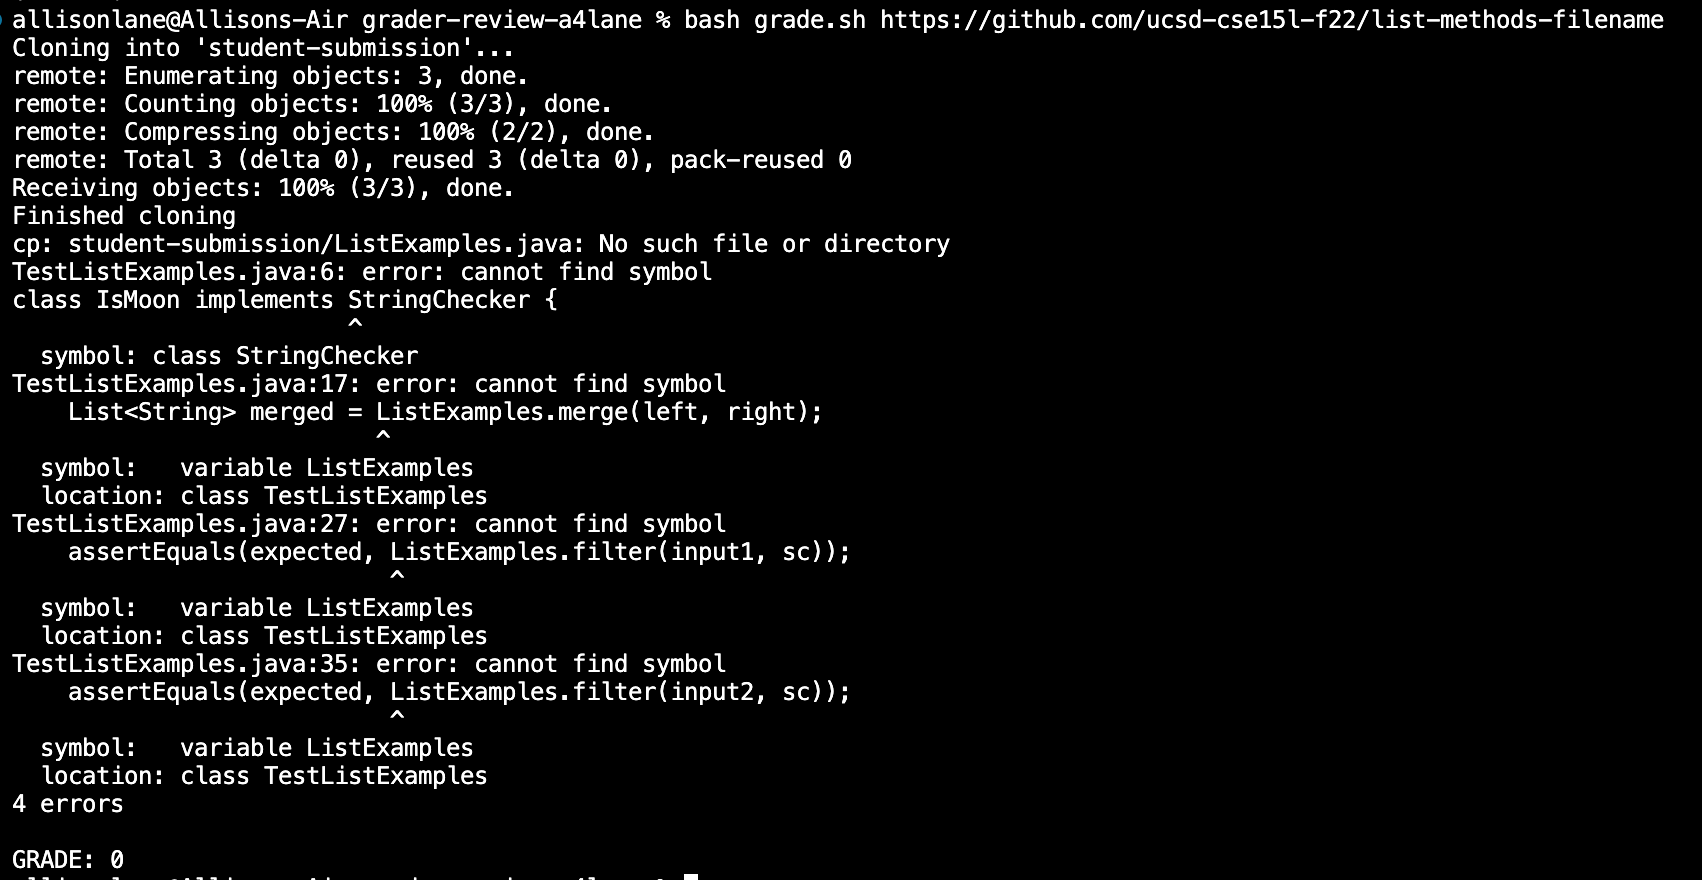 allisonlane@Allisons-Air grader-review-a4lane % bash grade.sh https://github.com/ucsd-cse15l-f22/list-methods-filename
Cloning into 'student-submission'...
remote: Enumerating objects: 3, done.
remote: Counting objects: 100% (3/3), done.
remote: Compressing objects: 100% (2/2), done.
remote: Total 3 (delta 0), reused 3 (delta 0), pack-reused 0
Receiving objects: 100% (3/3), done.
Finished cloning
cp: student-submission/ListExamples.java: No such file or directory
TestListExamples.java:6: error: cannot find symbol
class IsMoon implements StringChecker {
                        ^
  symbol: class StringChecker
TestListExamples.java:17: error: cannot find symbol
    List<String> merged = ListExamples.merge(left, right);
                          ^
  symbol:   variable ListExamples
  location: class TestListExamples
TestListExamples.java:27: error: cannot find symbol
    assertEquals(expected, ListExamples.filter(input1, sc));
                           ^
  symbol:   variable ListExamples
  location: class TestListExamples
TestListExamples.java:35: error: cannot find symbol
    assertEquals(expected, ListExamples.filter(input2, sc));
                           ^
  symbol:   variable ListExamples
  location: class TestListExamples
4 errors

GRADE: 0